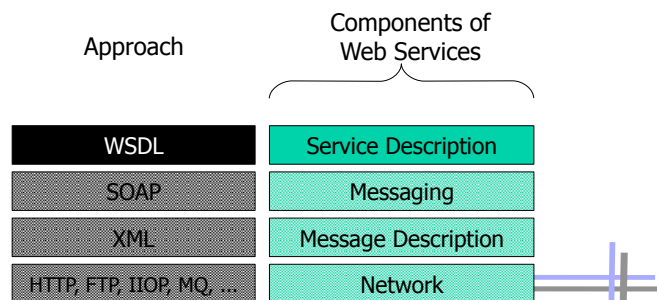 Approach
Components of
Web Services
WSDL
Service Description
SOAP
Messaging
XML
Message Description
HTTP, FTP, IIOP, MQ, ...
Network